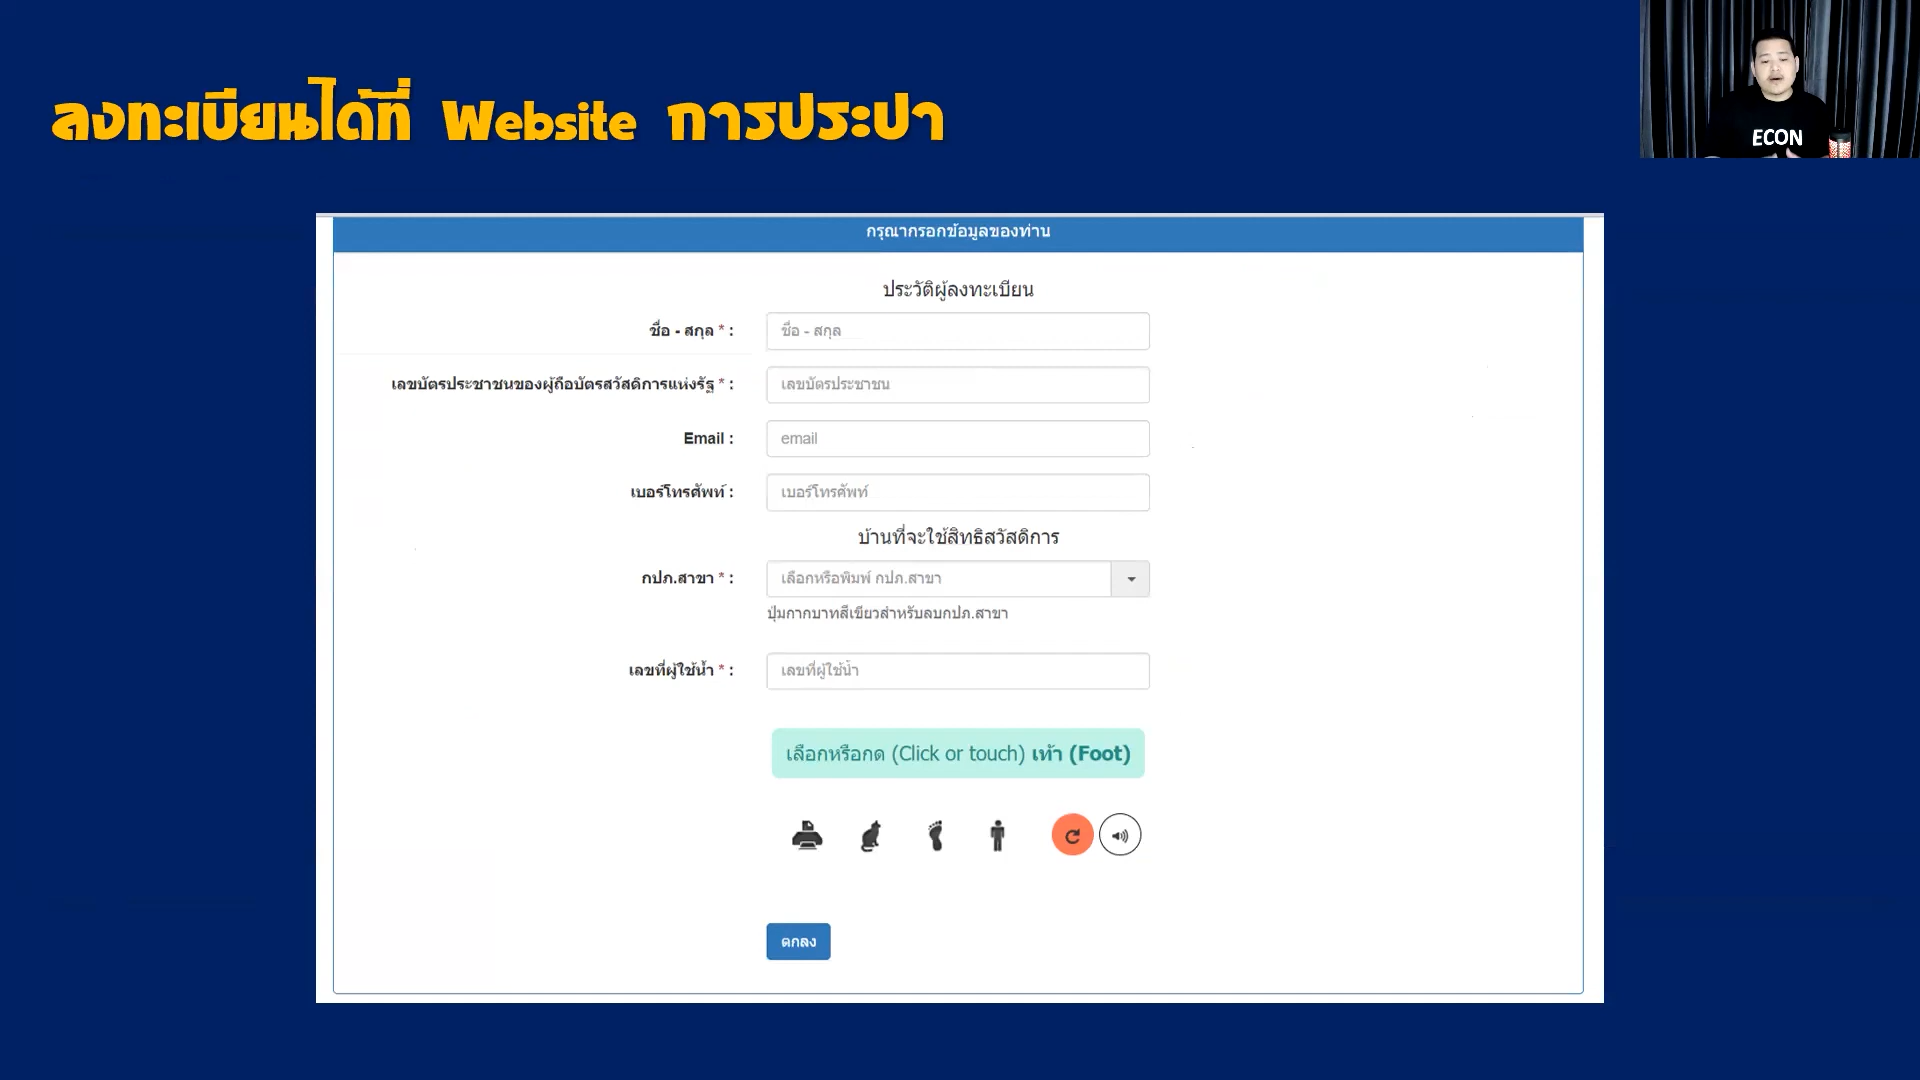 ลงทะเบียนได้ที่ Website การประปา
ECON
กรุณากรอกข้อมูลของท่าน
ประวัติผู้ลงทะเบียน
ชื่อ - สกุล * : ชื่อ - สกุล
เลขบัตรประชาชนของผู้ถือบัตรสวัสดิการแห่งรัฐ * : เลขบัตรประชาชน
Email : email
เบอร์โทรศัพท์ : เบอร์โทรศัพท์
บ้านที่จะใช้สิทธิสวัสดิการ
กปภ.สาขา * : เลือกหรือพิมพ์ กปภ.สาขา
ปุ่มกากบาทสีเขียวสำหรับลบกปภ.สาขา
เลขที่ผู้ใช้น้ำ * : เลขที่ผู้ใช้น้ำ
เลือกหรือกด (Click or touch) เท้า (Foot)
ตกลง